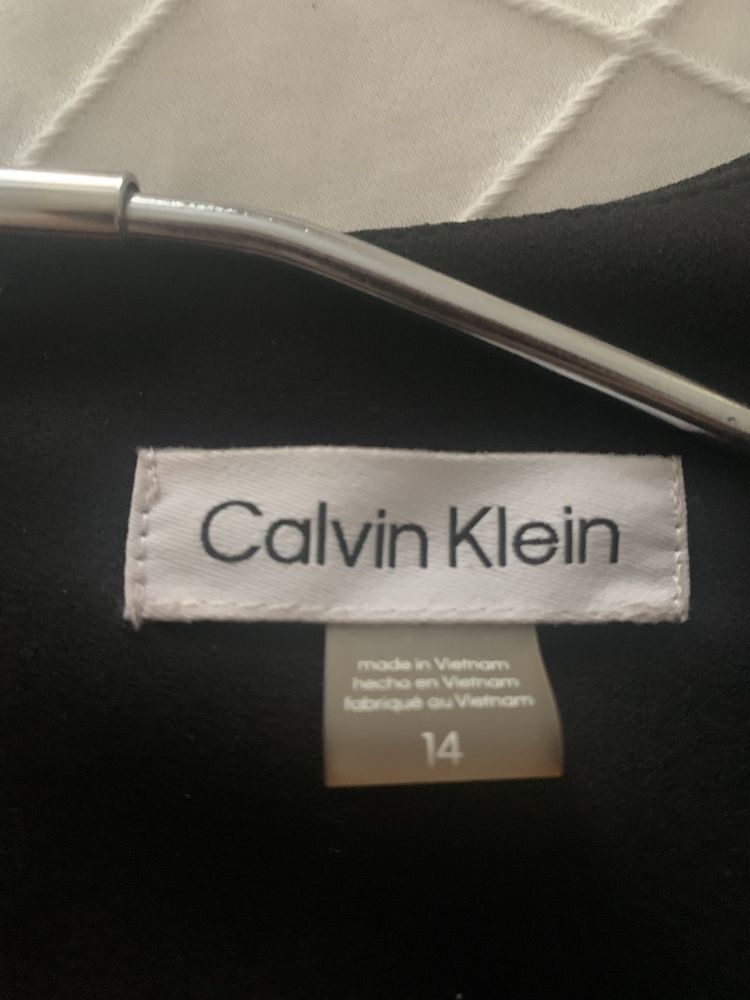 Calvin Klein
made in Vietnam
hecho en Vietnam
fabriqué au Vietnam
14